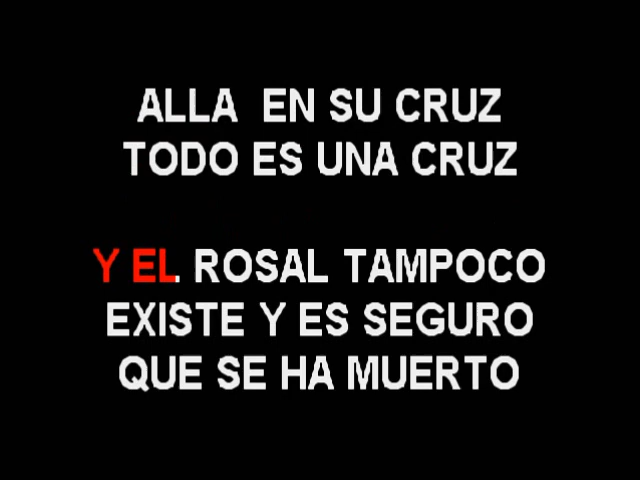 ALLA EN SU CRUZ
TODO ES UNA CRUZ
Y EL ROSAL TAMPOCO
EXISTE Y ES SEGURO
QUE SE HA MUERTO